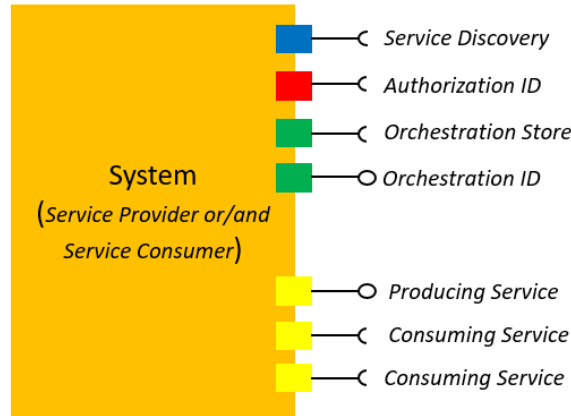 Service Discovery
Authorization ID
Orchestration Store
System
Orchestration ID
(Service Provider or/and
Service Consumer)
Producing Service
Consuming Service
Consuming Service